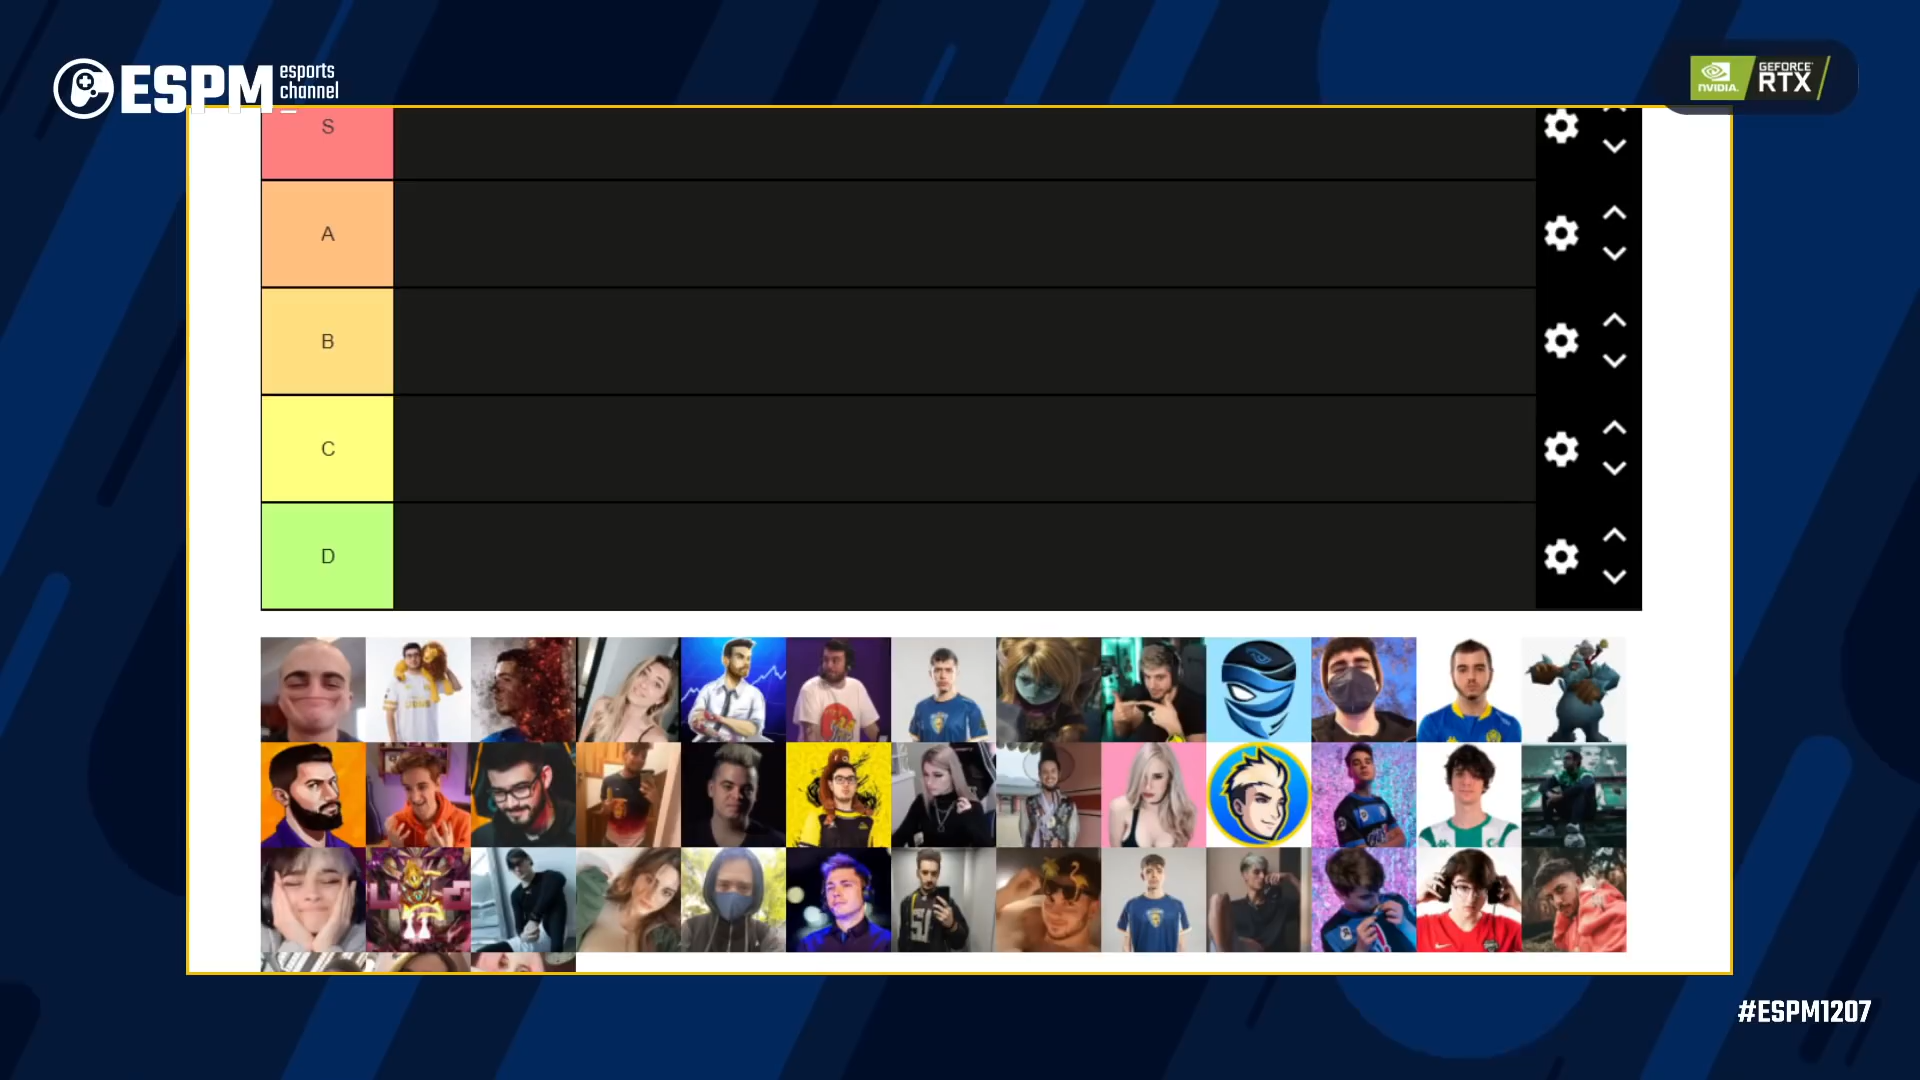 ESPM esports
channel
NVIDIA. GEFORCE
RTX
S
A
B
C
D
#ESPM1207